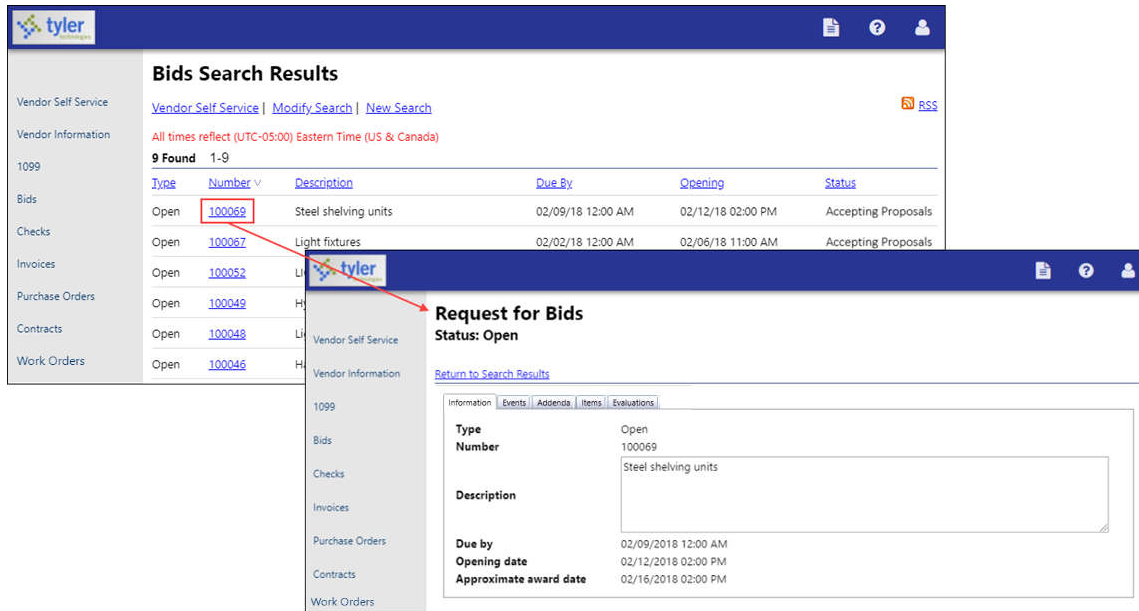 tyler
technologies
Bids Search Results
Vendor Self Service | Modify Search | New Search
RSS
All times reflect (UTC-05:00) Eastern Time (US & Canada)
9 Found 1-9
Type Number Description Due By Opening Status
Open 100069 Steel shelving units 02/09/18 12:00 AM 02/12/18 02:00 PM Accepting Proposals
Open 100067 Light fixtures 02/02/18 12:00 AM 02/06/18 11:00 AM Accepting Proposals
Open 100052
Open 100049
Open 100048
Open 100046
Vendor Self Service
Vendor Information
1099
Bids
Checks
Invoices
Purchase Orders
Contracts
Work Orders
tyler
Request for Bids
Status: Open
Return to Search Results
Information Events Addenda Items Evaluations
Type Open
Number 100069
Description Steel shelving units
Due by 02/09/2018 12:00 AM
Opening date 02/12/2018 02:00 PM
Approximate award date 02/16/2018 02:00 PM
Vendor Self Service
Vendor Information
1099
Bids
Checks
Invoices
Purchase Orders
Contracts
Work Orders